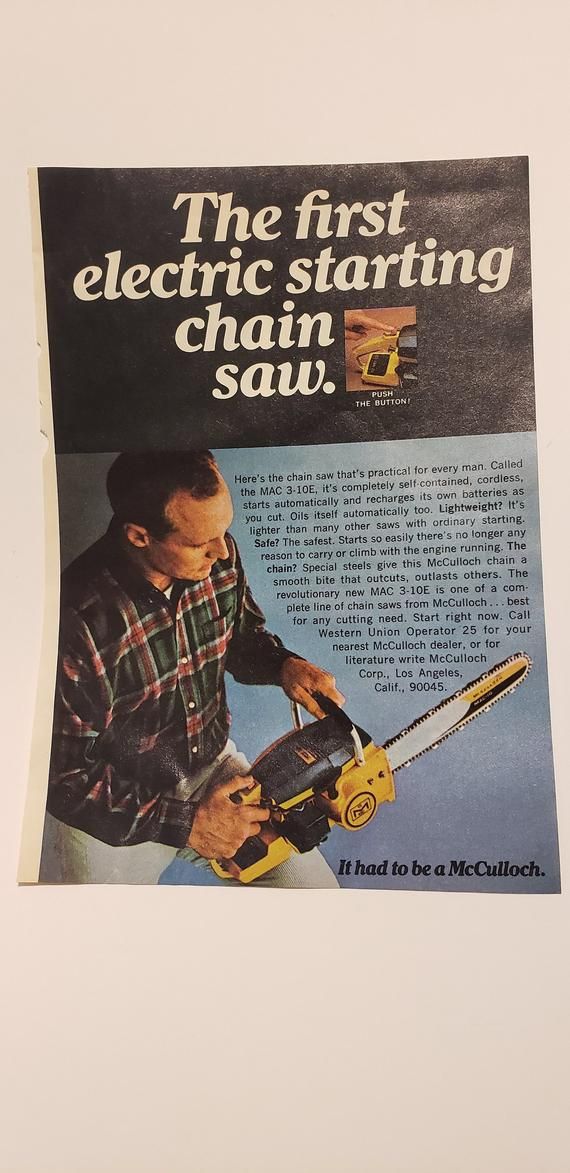 The first
electric starting
chain
saw.
PUSH
THE BUTTON!
Here's the chain saw that's practical for every man. Called
the MAC 3-10E, it's completely self-contained, cordless,
starts automatically and recharges its own batteries as
you cut. Oils itself automatically too. Lightweight? It's
lighter than many other saws with ordinary starting.
Safe? The safest. Starts so easily there's no longer any
reason to carry or climb with the engine running. The
chain? Special steels give this McCulloch chain a
smooth bite that outcuts, outlasts others. The
revolutionary new MAC 3-10E is one of a com-
plete line of chain saws from McCulloch . . . best
for any cutting need. Start right now. Call
Western Union Operator 25 for your
nearest McCulloch dealer, or for
literature write McCulloch
Corp., Los Angeles,
Calif., 90045.
McCULLOCH
M
It had to be a McCulloch.